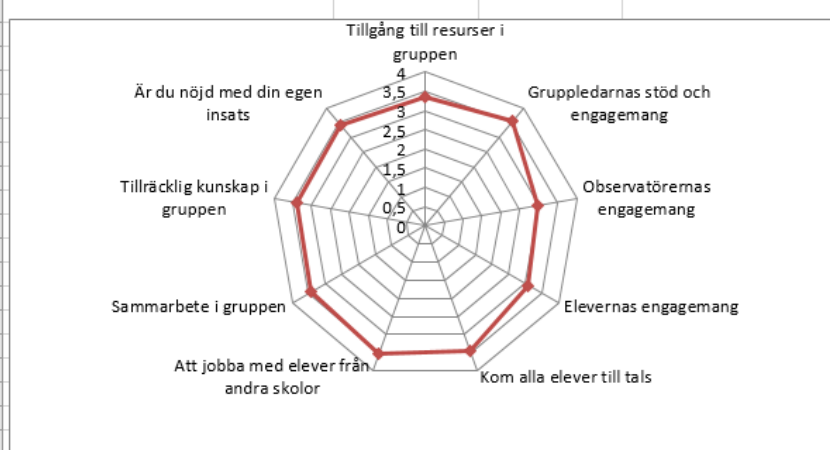 Tillgång till resurser i
gruppen
4
3,5
3
2,5
2
1,5
1
0,5
0
Gruppledarnas stöd och
engagemang
Observatörernas
engagemang
Elevernas engagemang
Kom alla elever till tals
Att jobba med elever från
andra skolor
Sammarbete i gruppen
Tillräcklig kunskap i
gruppen
Är du nöjd med din egen
insats